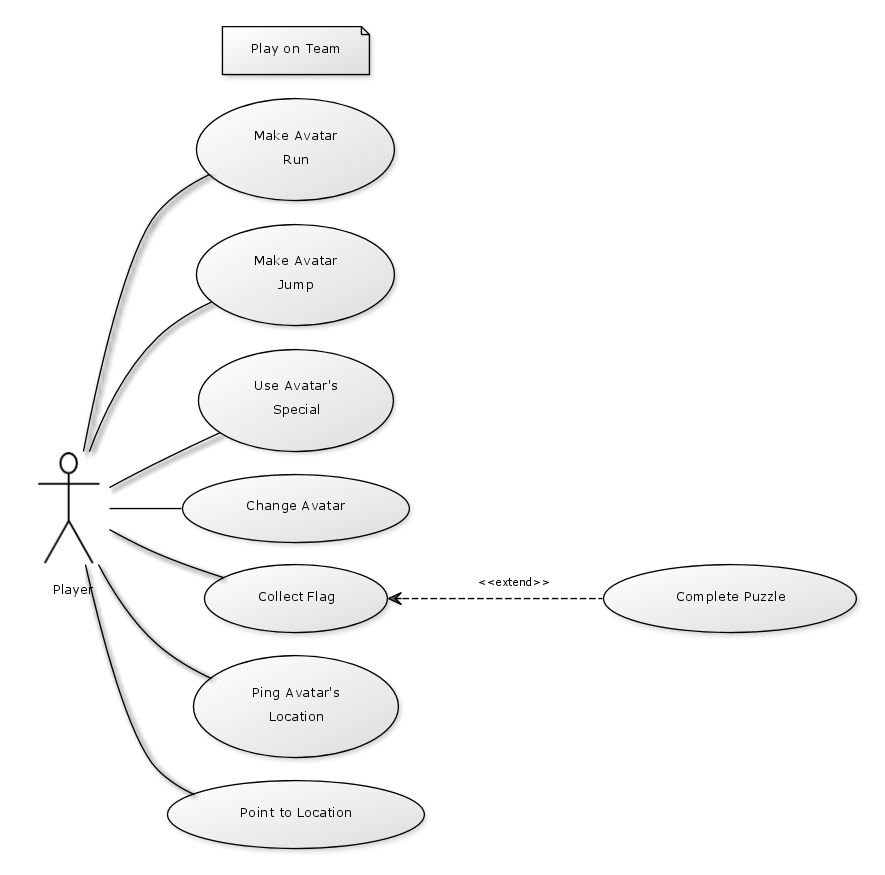 Play on Team
Make Avatar
Run
Make Avatar
Jump
Use Avatar's
Special
Change Avatar
Player
Collect Flag
<<extend>>
Complete Puzzle
Ping Avatar's
Location
Point to Location